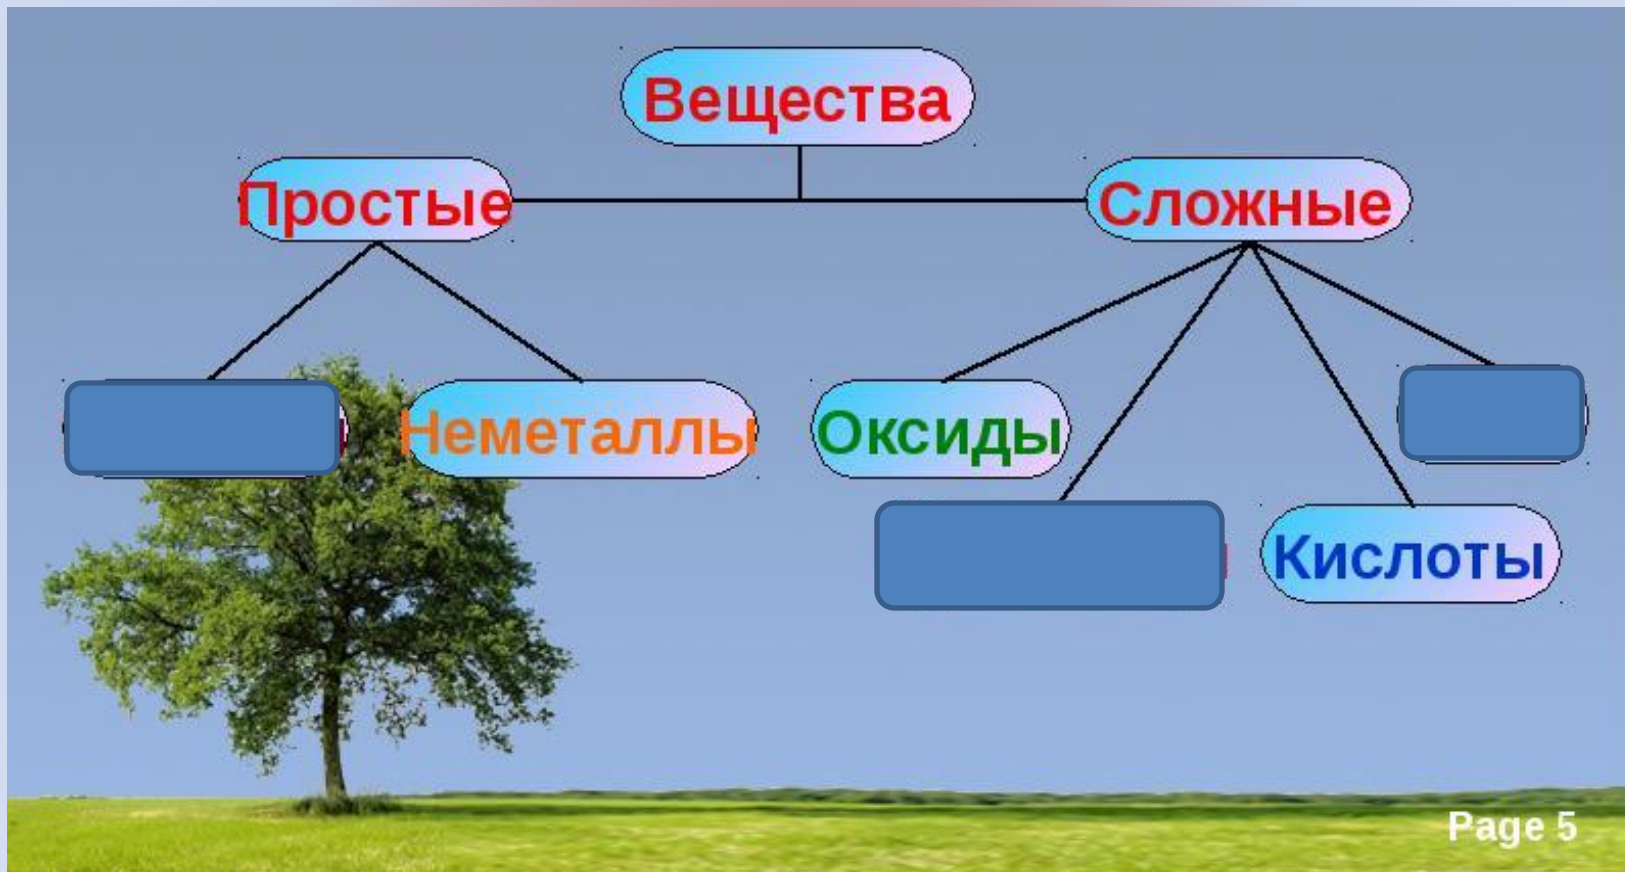 Вещества
Простые
Сложные
Неметаллы
Оксиды
Кислоты
Page 5